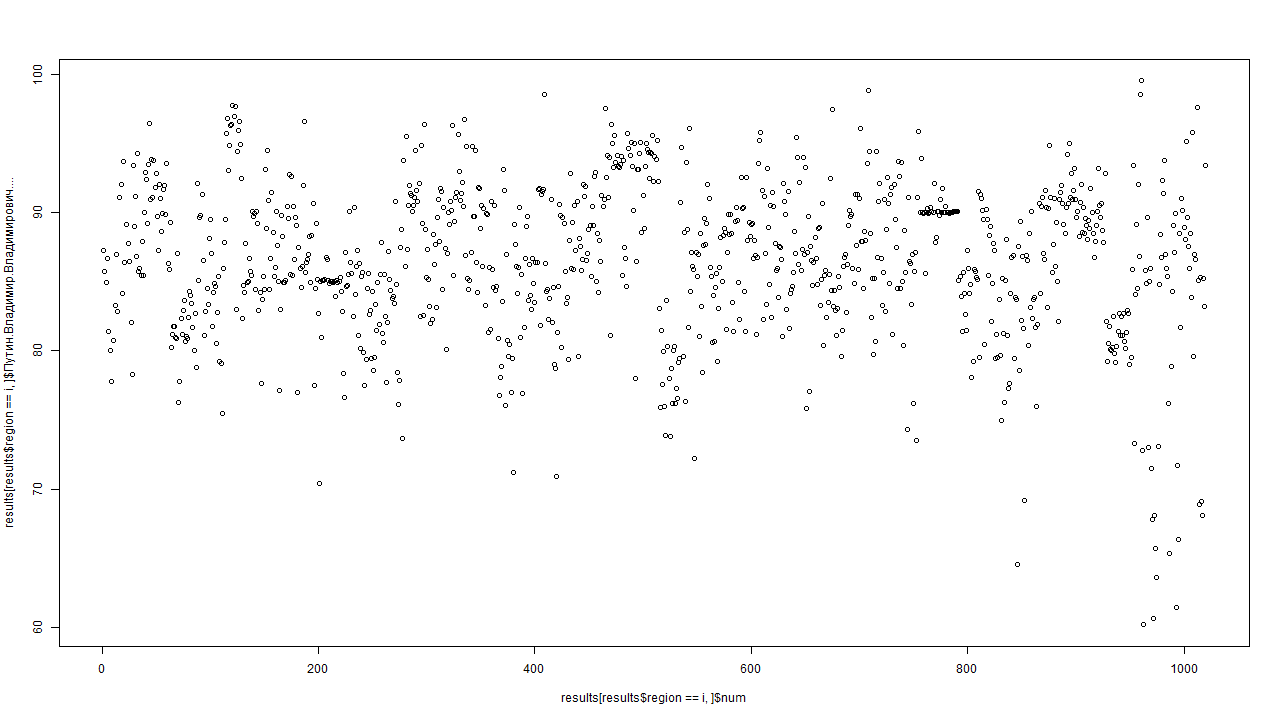 results[results$region == i, ]$Путин.Владимир.Владимирович....
100
90
80
70
60
0 200 400 600 800 1000
results[results$region == i, ]$num